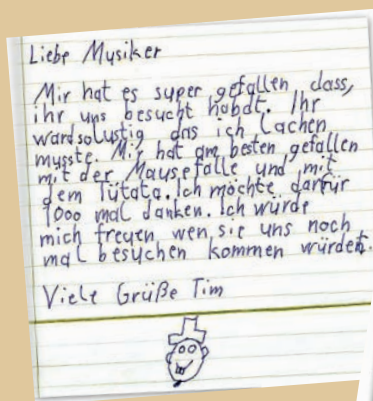 Liebe Musiker
Mir hat es super gefallen dass,
ihr uns besucht habdt. Ihr
wardsolustig das ich Lachen
musste. Mir hat am besten gefallen
mit der Mausefalle und mit
dem Tütata. Ich möchte darfür
1000 mal danken. Ich würde
mich freuen wen sie uns noch
mal besuchen kommen würden.
Viele Grüße Tim